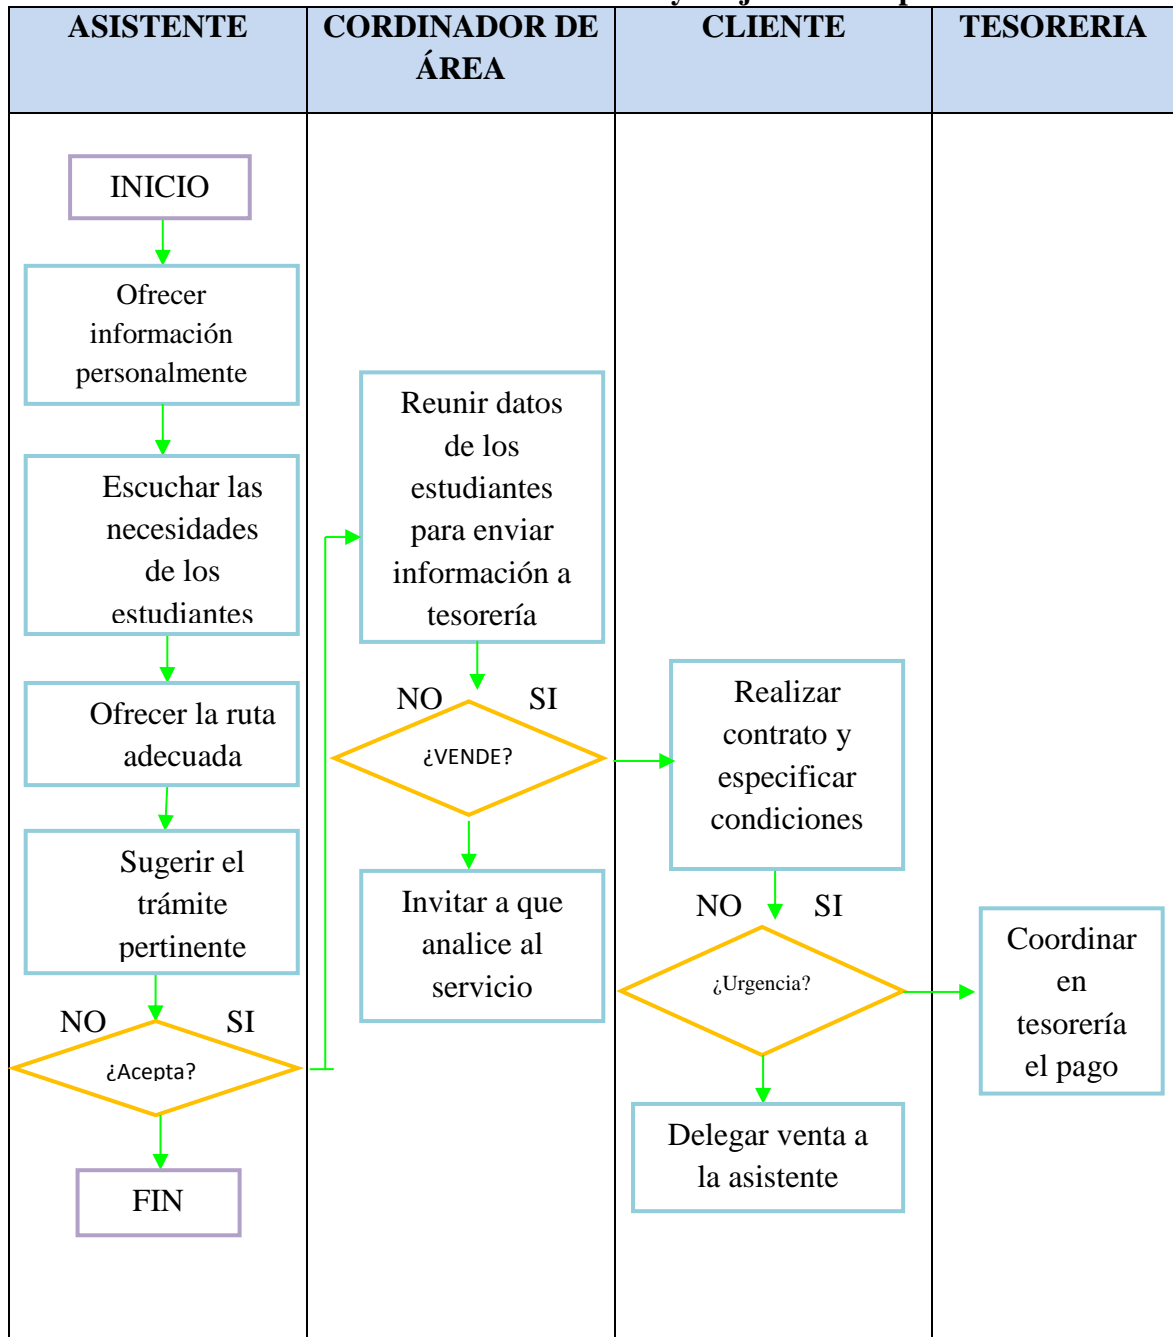 ASISTENTE
CORDINADOR DE
ÁREA
CLIENTE
TESORERIA
INICIO
Ofrecer
información
personalmente
Escuchar las
necesidades
de los
estudiantes
Ofrecer la ruta
adecuada
Sugerir el
trámite
pertinente
NO SI
¿Acepta?
FIN
Reunir datos
de los
estudiantes
para enviar
información a
tesorería
NO SI
¿VENDE?
Invitar a que
analice al
servicio
Realizar
contrato y
especificar
condiciones
NO SI
¿Urgencia?
Delegar venta a
la asistente
Coordinar
en
tesorería
el pago